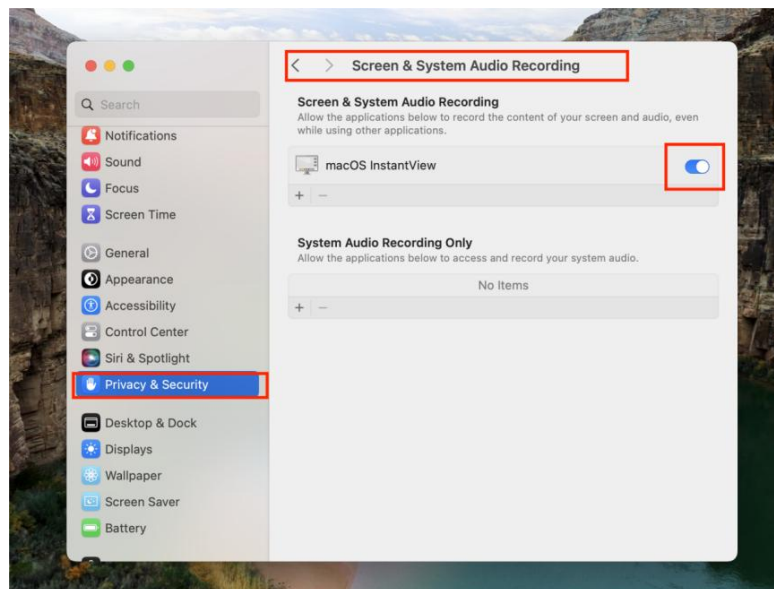 Search
Notifications
Sound
Focus
Screen Time
General
Appearance
Accessibility
Control Center
Siri & Spotlight
Privacy & Security
Desktop & Dock
Displays
Wallpaper
Screen Saver
Battery
Screen & System Audio Recording
Screen & System Audio Recording
Allow the applications below to record the content of your screen and audio, even
while using other applications.
macOS InstantView
System Audio Recording Only
Allow the applications below to access and record your system audio.
No Items